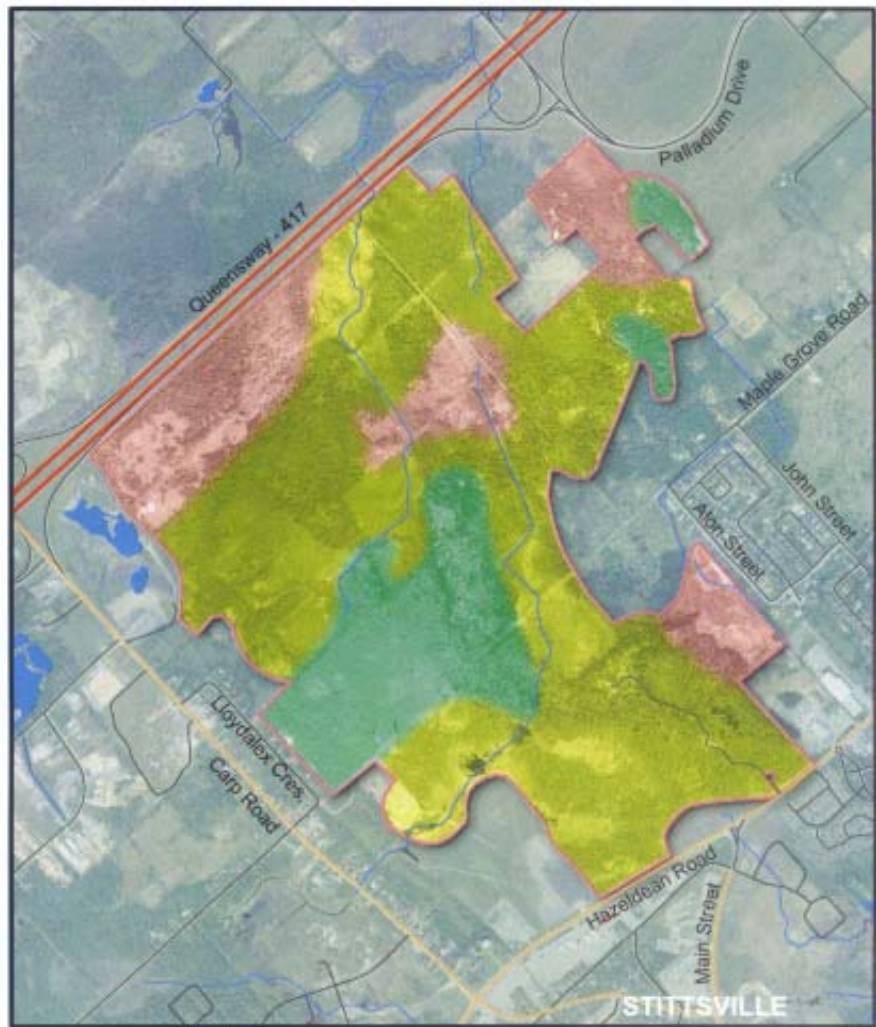 Palladium Drive
Queensway - 417
Maple Grove Road
John Street
Alon Street
Lloydalex Cres.
Carp Road
Hazeldean Road
Main Street
STITTSVILLE